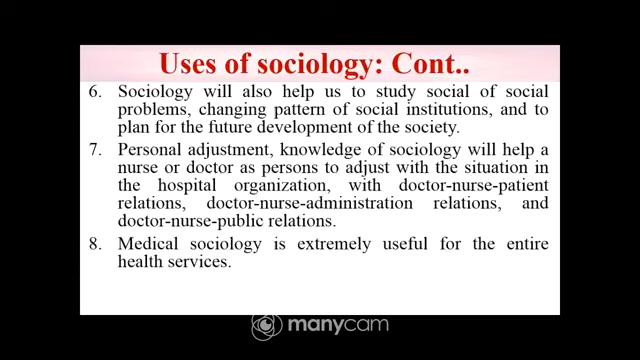 Uses of sociology: Cont..
6. Sociology will also help us to study social of social
problems, changing pattern of social institutions, and to
plan for the future development of the society.
7. Personal adjustment, knowledge of sociology will help a
nurse or doctor as persons to adjust with the situation in
the hospital organization, with doctor-nurse-patient
relations, doctor-nurse-administration relations, and
doctor-nurse-public relations.
8. Medical sociology is extremely useful for the entire
health services.
manycam